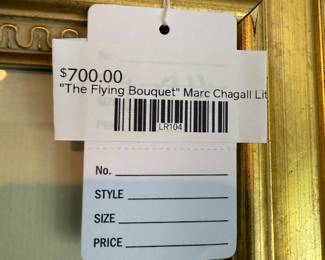 $700.00
"The Flying Bouquet" Marc Chagall Lit
LR104
No.
STYLE
SIZE
PRICE